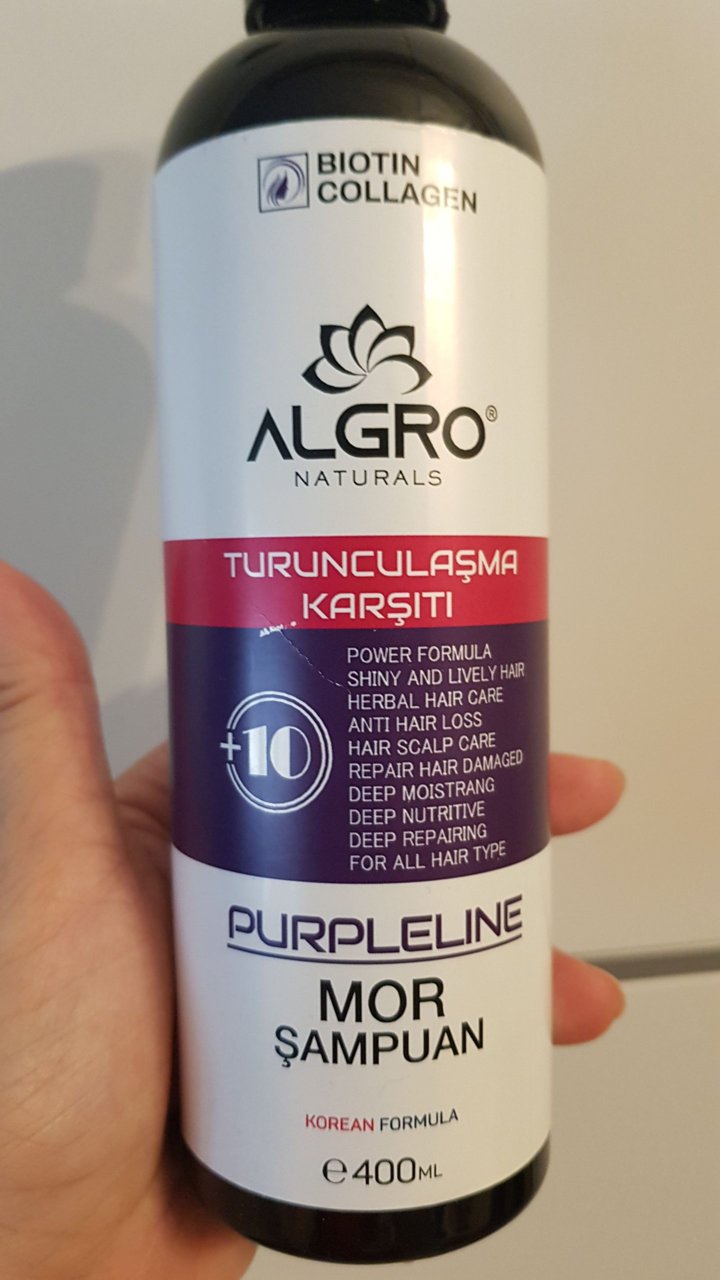 BIOTIN
COLLAGEN
ALGRO®
NATURALS
TURUNCULAŞMA
KARŞITI
+10
POWER FORMULA
SHINY AND LIVELY HAIR
HERBAL HAIR CARE
ANTI HAIR LOSS
HAIR SCALP CARE
REPAIR HAIR DAMAGED
DEEP MOISTRANG
DEEP NUTRITIVE
DEEP REPAIRING
FOR ALL HAIR TYPE
PURPLELINE
MOR
ŞAMPUAN
KOREAN FORMULA
℮400ML